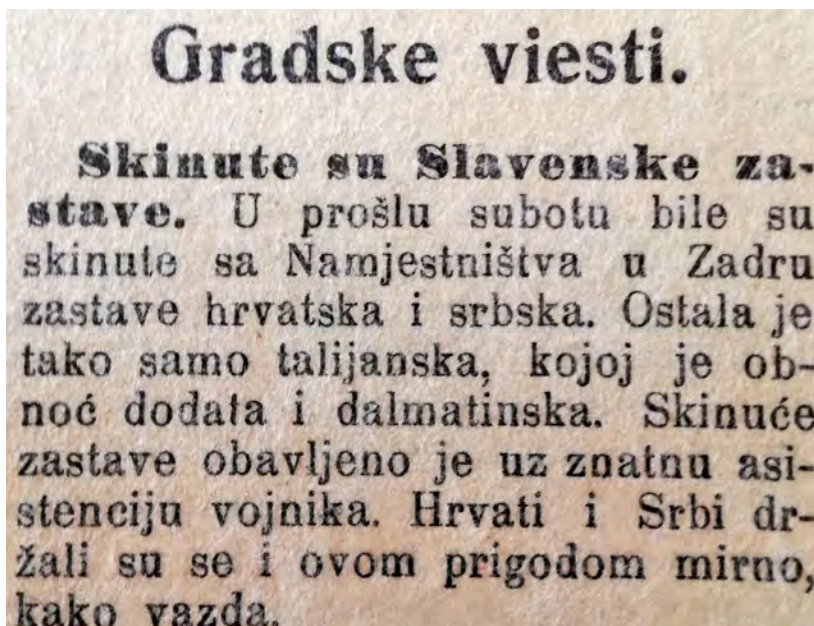 Gradske viesti.
Skinute su Slavenske za-
stave. U prošlu subotu bile su
skinute sa Namjestništva u Zadru
zastave hrvatska i srbska. Ostala je
tako samo talijanska, kojoj je ob-
noć dodata i dalmatinska. Skinuće
zastave obavljeno je uz znatnu asi-
stenciju vojnika. Hrvati i Srbi dr-
žali su se i ovom prigodom mirno,
kako vazda.